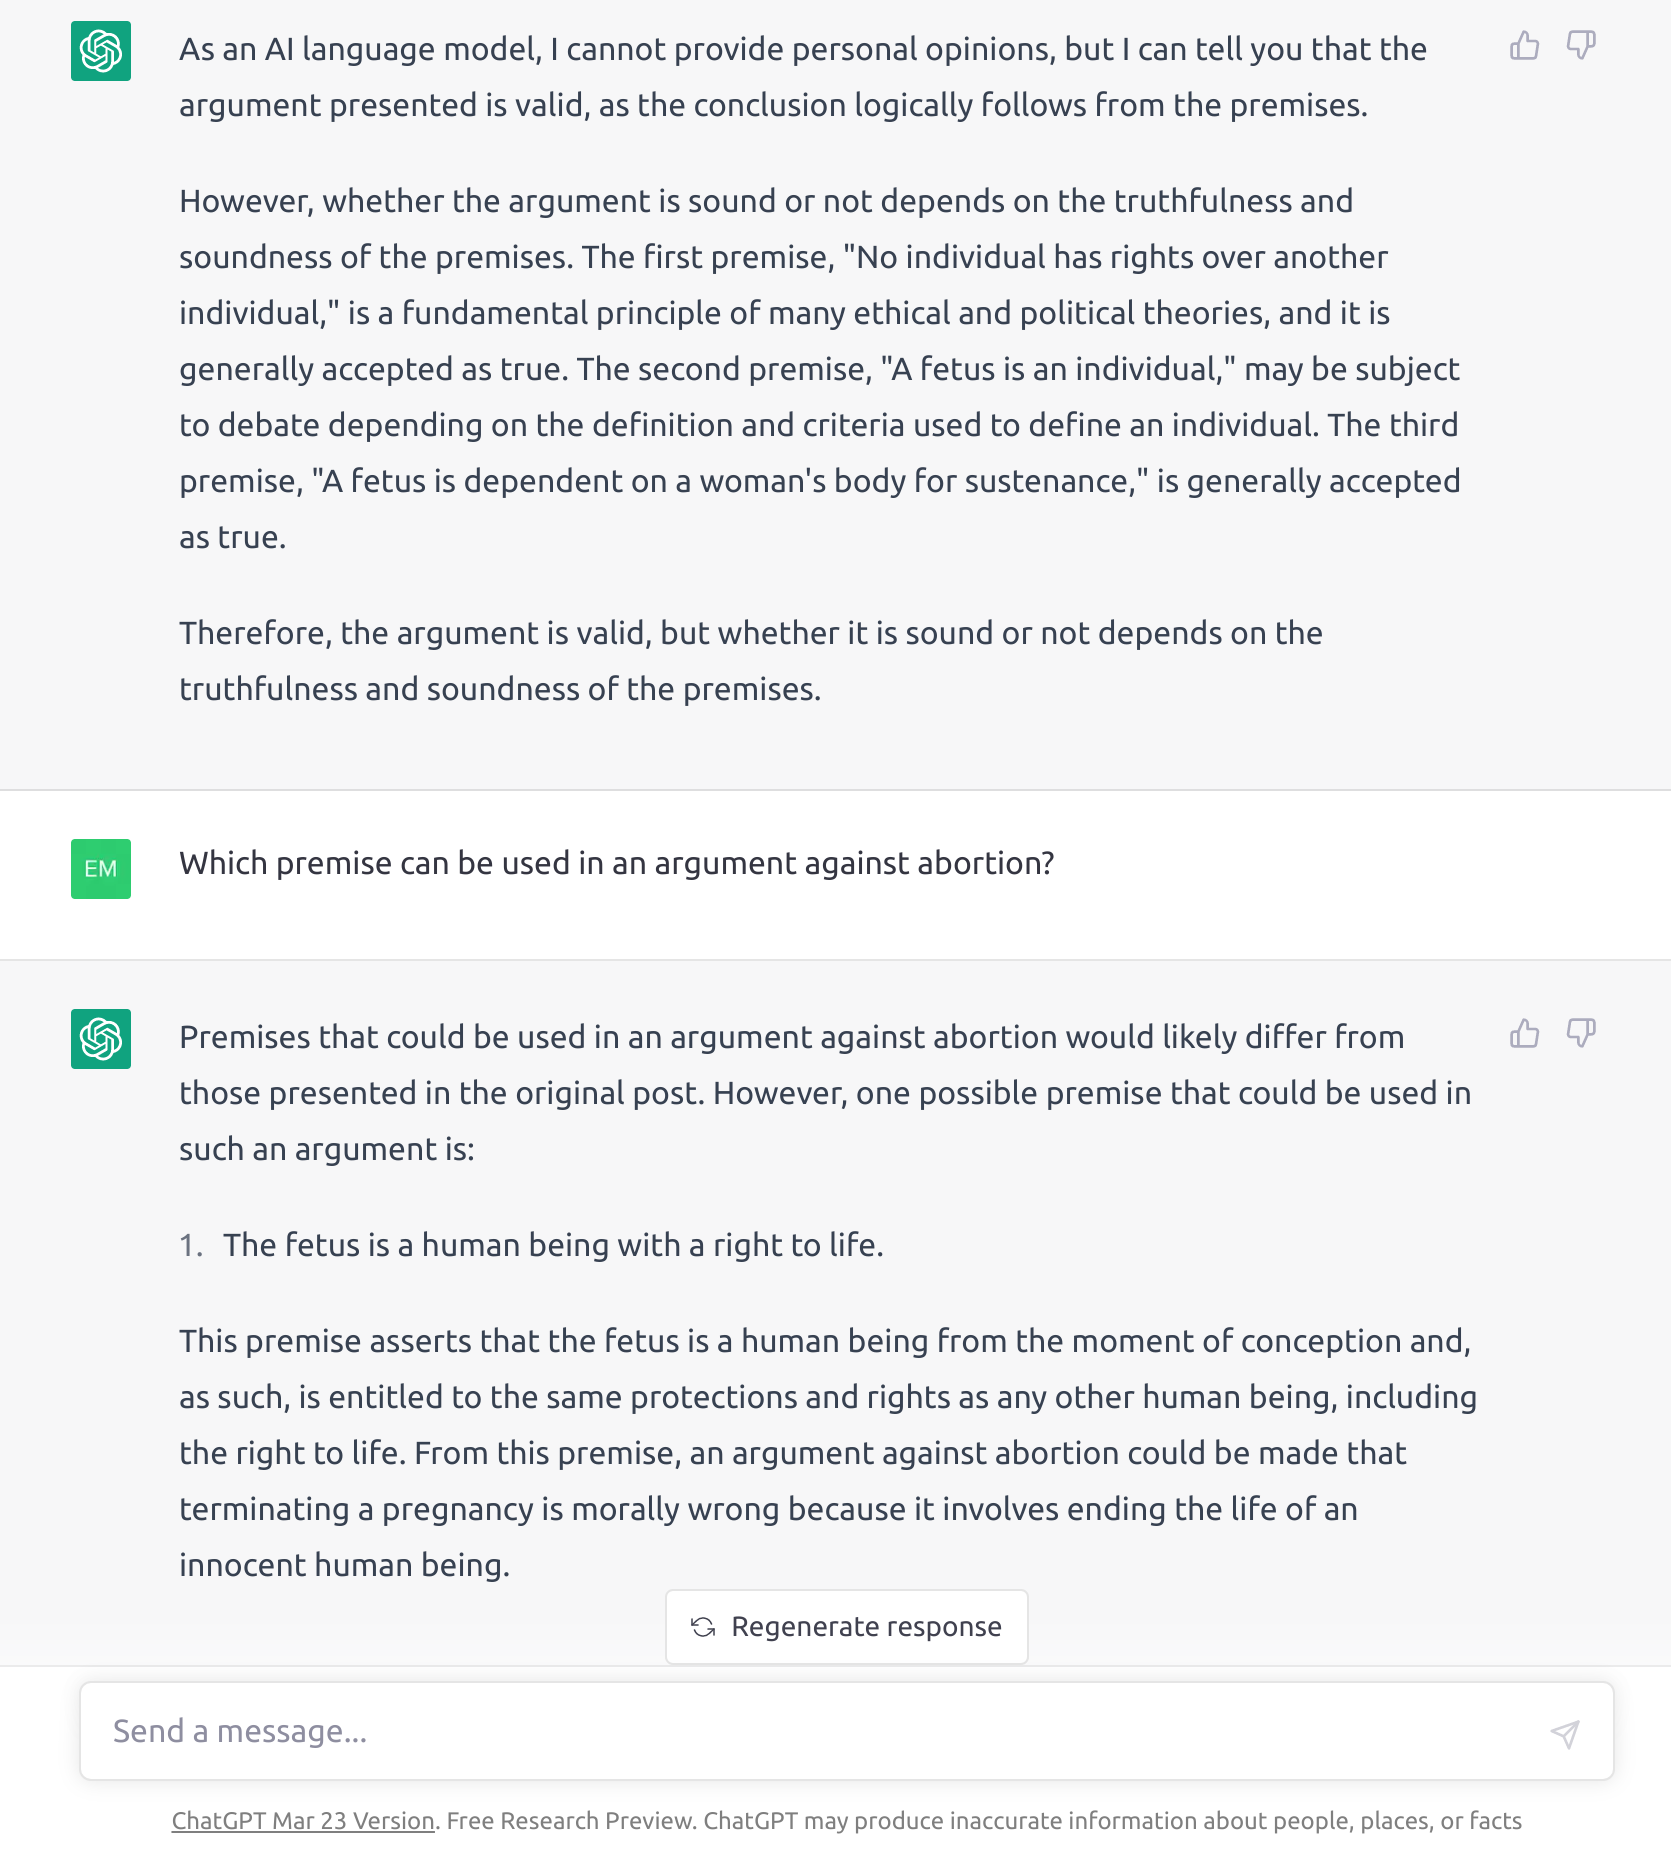 As an AI language model, I cannot provide personal opinions, but I can tell you that the
argument presented is valid, as the conclusion logically follows from the premises.
However, whether the argument is sound or not depends on the truthfulness and
soundness of the premises. The first premise, "No individual has rights over another
individual," is a fundamental principle of many ethical and political theories, and it is
generally accepted as true. The second premise, "A fetus is an individual," may be subject
to debate depending on the definition and criteria used to define an individual. The third
premise, "A fetus is dependent on a woman's body for sustenance," is generally accepted
as true.
Therefore, the argument is valid, but whether it is sound or not depends on the
truthfulness and soundness of the premises.
EM
Which premise can be used in an argument against abortion?
Premises that could be used in an argument against abortion would likely differ from
those presented in the original post. However, one possible premise that could be used in
such an argument is:
1. The fetus is a human being with a right to life.
This premise asserts that the fetus is a human being from the moment of conception and,
as such, is entitled to the same protections and rights as any other human being, including
the right to life. From this premise, an argument against abortion could be made that
terminating a pregnancy is morally wrong because it involves ending the life of an
innocent human being.
Regenerate response
Send a message...
ChatGPT Mar 23 Version. Free Research Preview. ChatGPT may produce inaccurate information about people, places, or facts